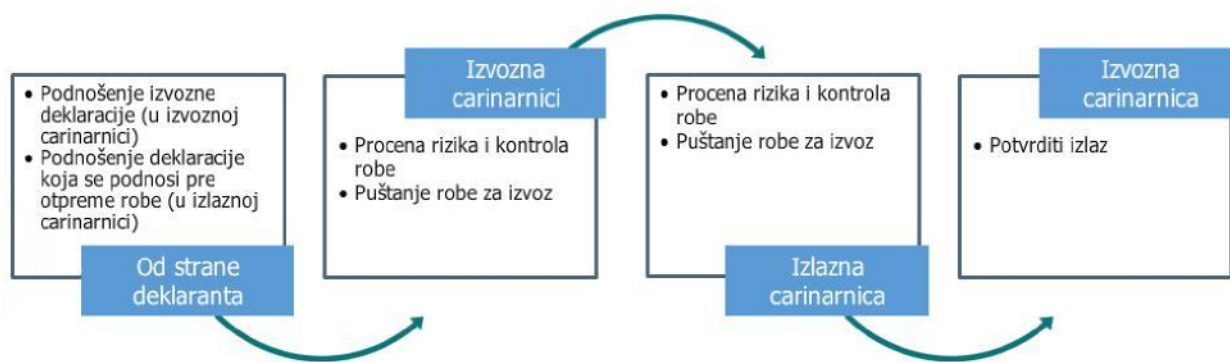 • Podnošenje izvozne
deklaracije (u izvoznoj
carinarnici)
• Podnošenje deklaracije
koja se podnosi pre
otpreme robe (u izlaznoj
carinarnici)
Od strane
deklaranta
Izvozna
carinarnici
• Procena rizika i kontrola
robe
• Puštanje robe za izvoz
• Procena rizika i kontrola
robe
• Puštanje robe za izvoz
Izlazna
carinarnica
Izvozna
carinarnica
• Potvrditi izlaz